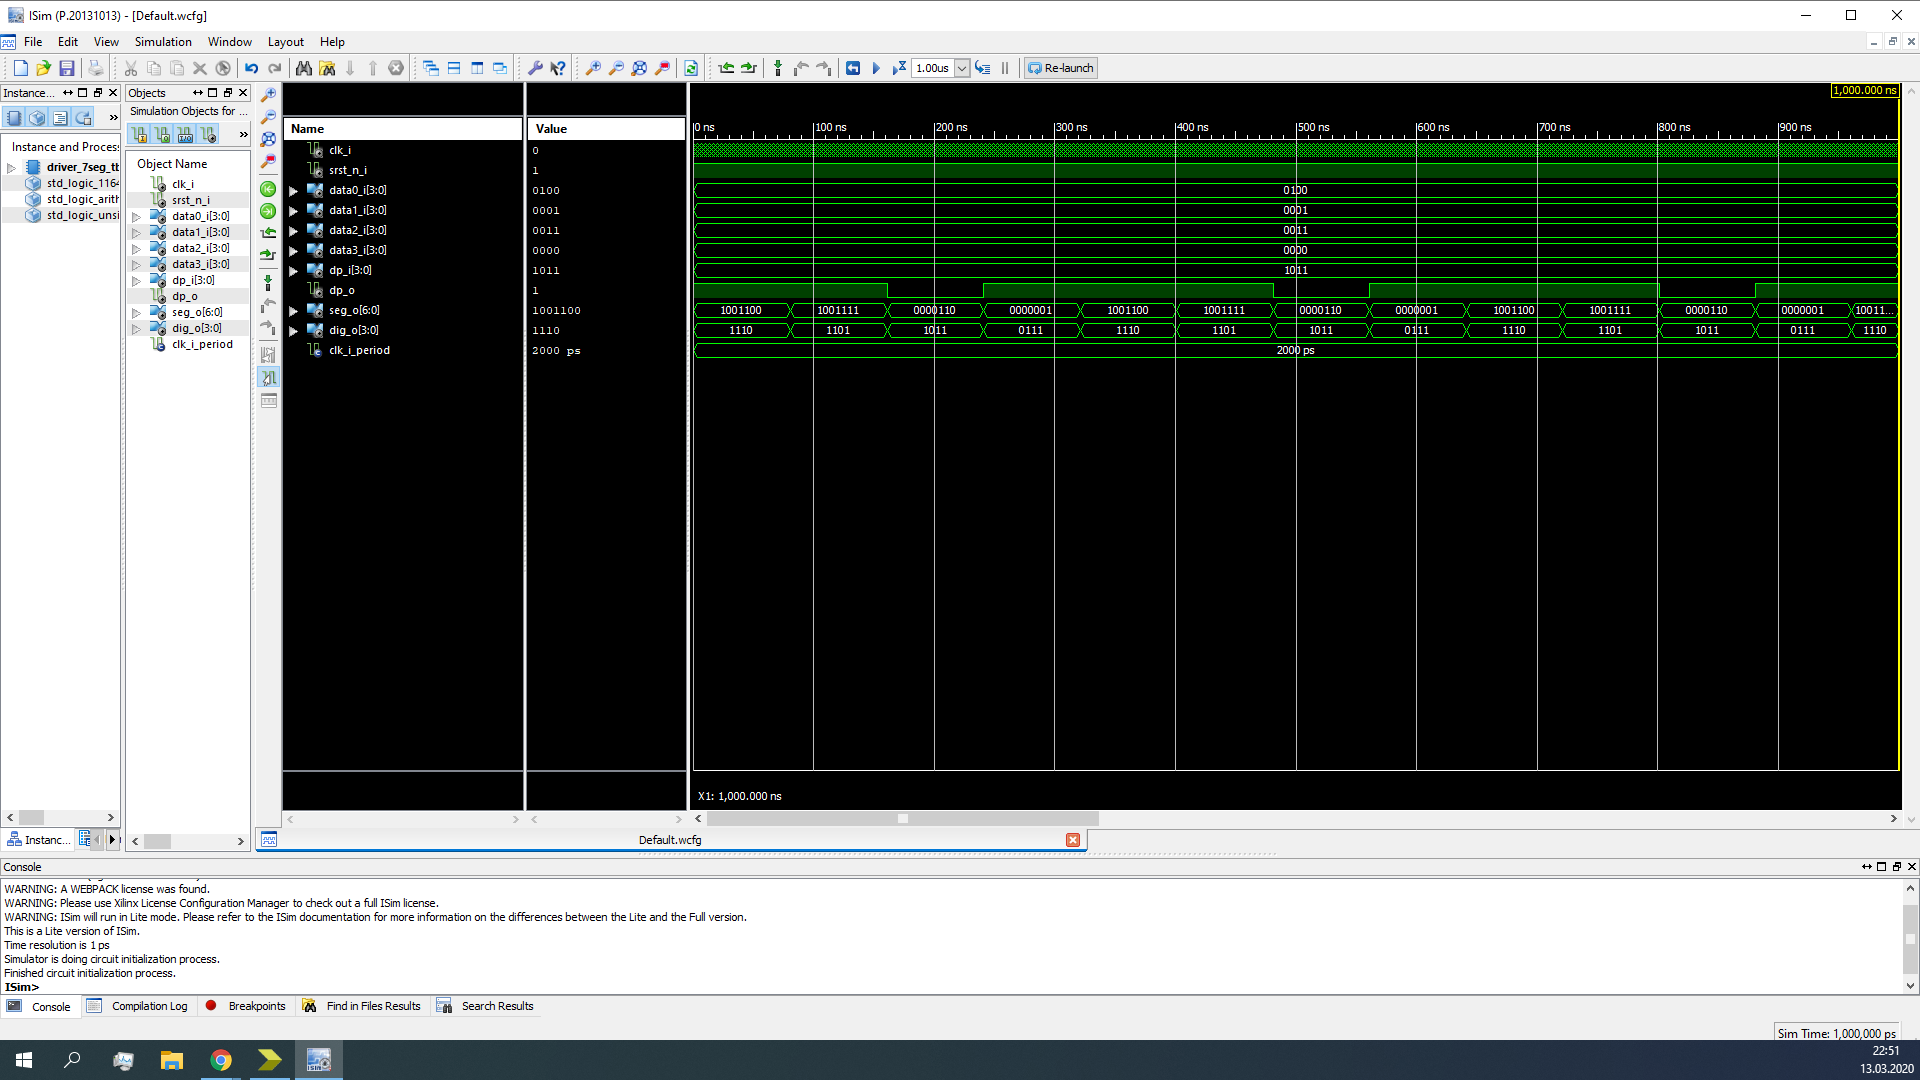 ISim (P.20131013) - [Default.wcfg]
File Edit View Simulation Window Layout Help
1.00us
Re-launch
Instance...
Objects
Simulation Objects for ...
Instance and Process
driver_7seg_tb
std_logic_1164
std_logic_arith
std_logic_unsi
Object Name
clk_i
srst_n_i
data0_i[3:0]
data1_i[3:0]
data2_i[3:0]
data3_i[3:0]
dp_i[3:0]
dp_o
seg_o[6:0]
dig_o[3:0]
clk_i_period
1,000.000 ns
Name Value
0 ns 100 ns 200 ns 300 ns 400 ns 500 ns 600 ns 700 ns 800 ns 900 ns
clk_i 0
srst_n_i 1
data0_i[3:0] 0100 0100
data1_i[3:0] 0001 0001
data2_i[3:0] 0011 0011
data3_i[3:0] 0000 0000
dp_i[3:0] 1011 1011
dp_o 1
seg_o[6:0] 1001100 1001100 1001111 0000110 0000001 1001100 1001111 0000110 0000001 1001100 1001111 0000110 0000001 10011...
dig_o[3:0] 1110 1110 1101 1011 0111 1110 1101 1011 0111 1110 1101 1011 0111 1110
clk_i_period 2000 ps 2000 ps
X1: 1,000.000 ns
Instanc...
Default.wcfg
Console
WARNING: A WEBPACK license was found.
WARNING: Please use Xilinx License Configuration Manager to check out a full ISim license.
WARNING: ISim will run in Lite mode. Please refer to the ISim documentation for more information on the differences between the Lite and the Full version.
This is a Lite version of ISim.
Time resolution is 1 ps
Simulator is doing circuit initialization process.
Finished circuit initialization process.
ISim>
Console Compilation Log Breakpoints Find in Files Results Search Results
Sim Time: 1,000,000 ps
22:51
13.03.2020